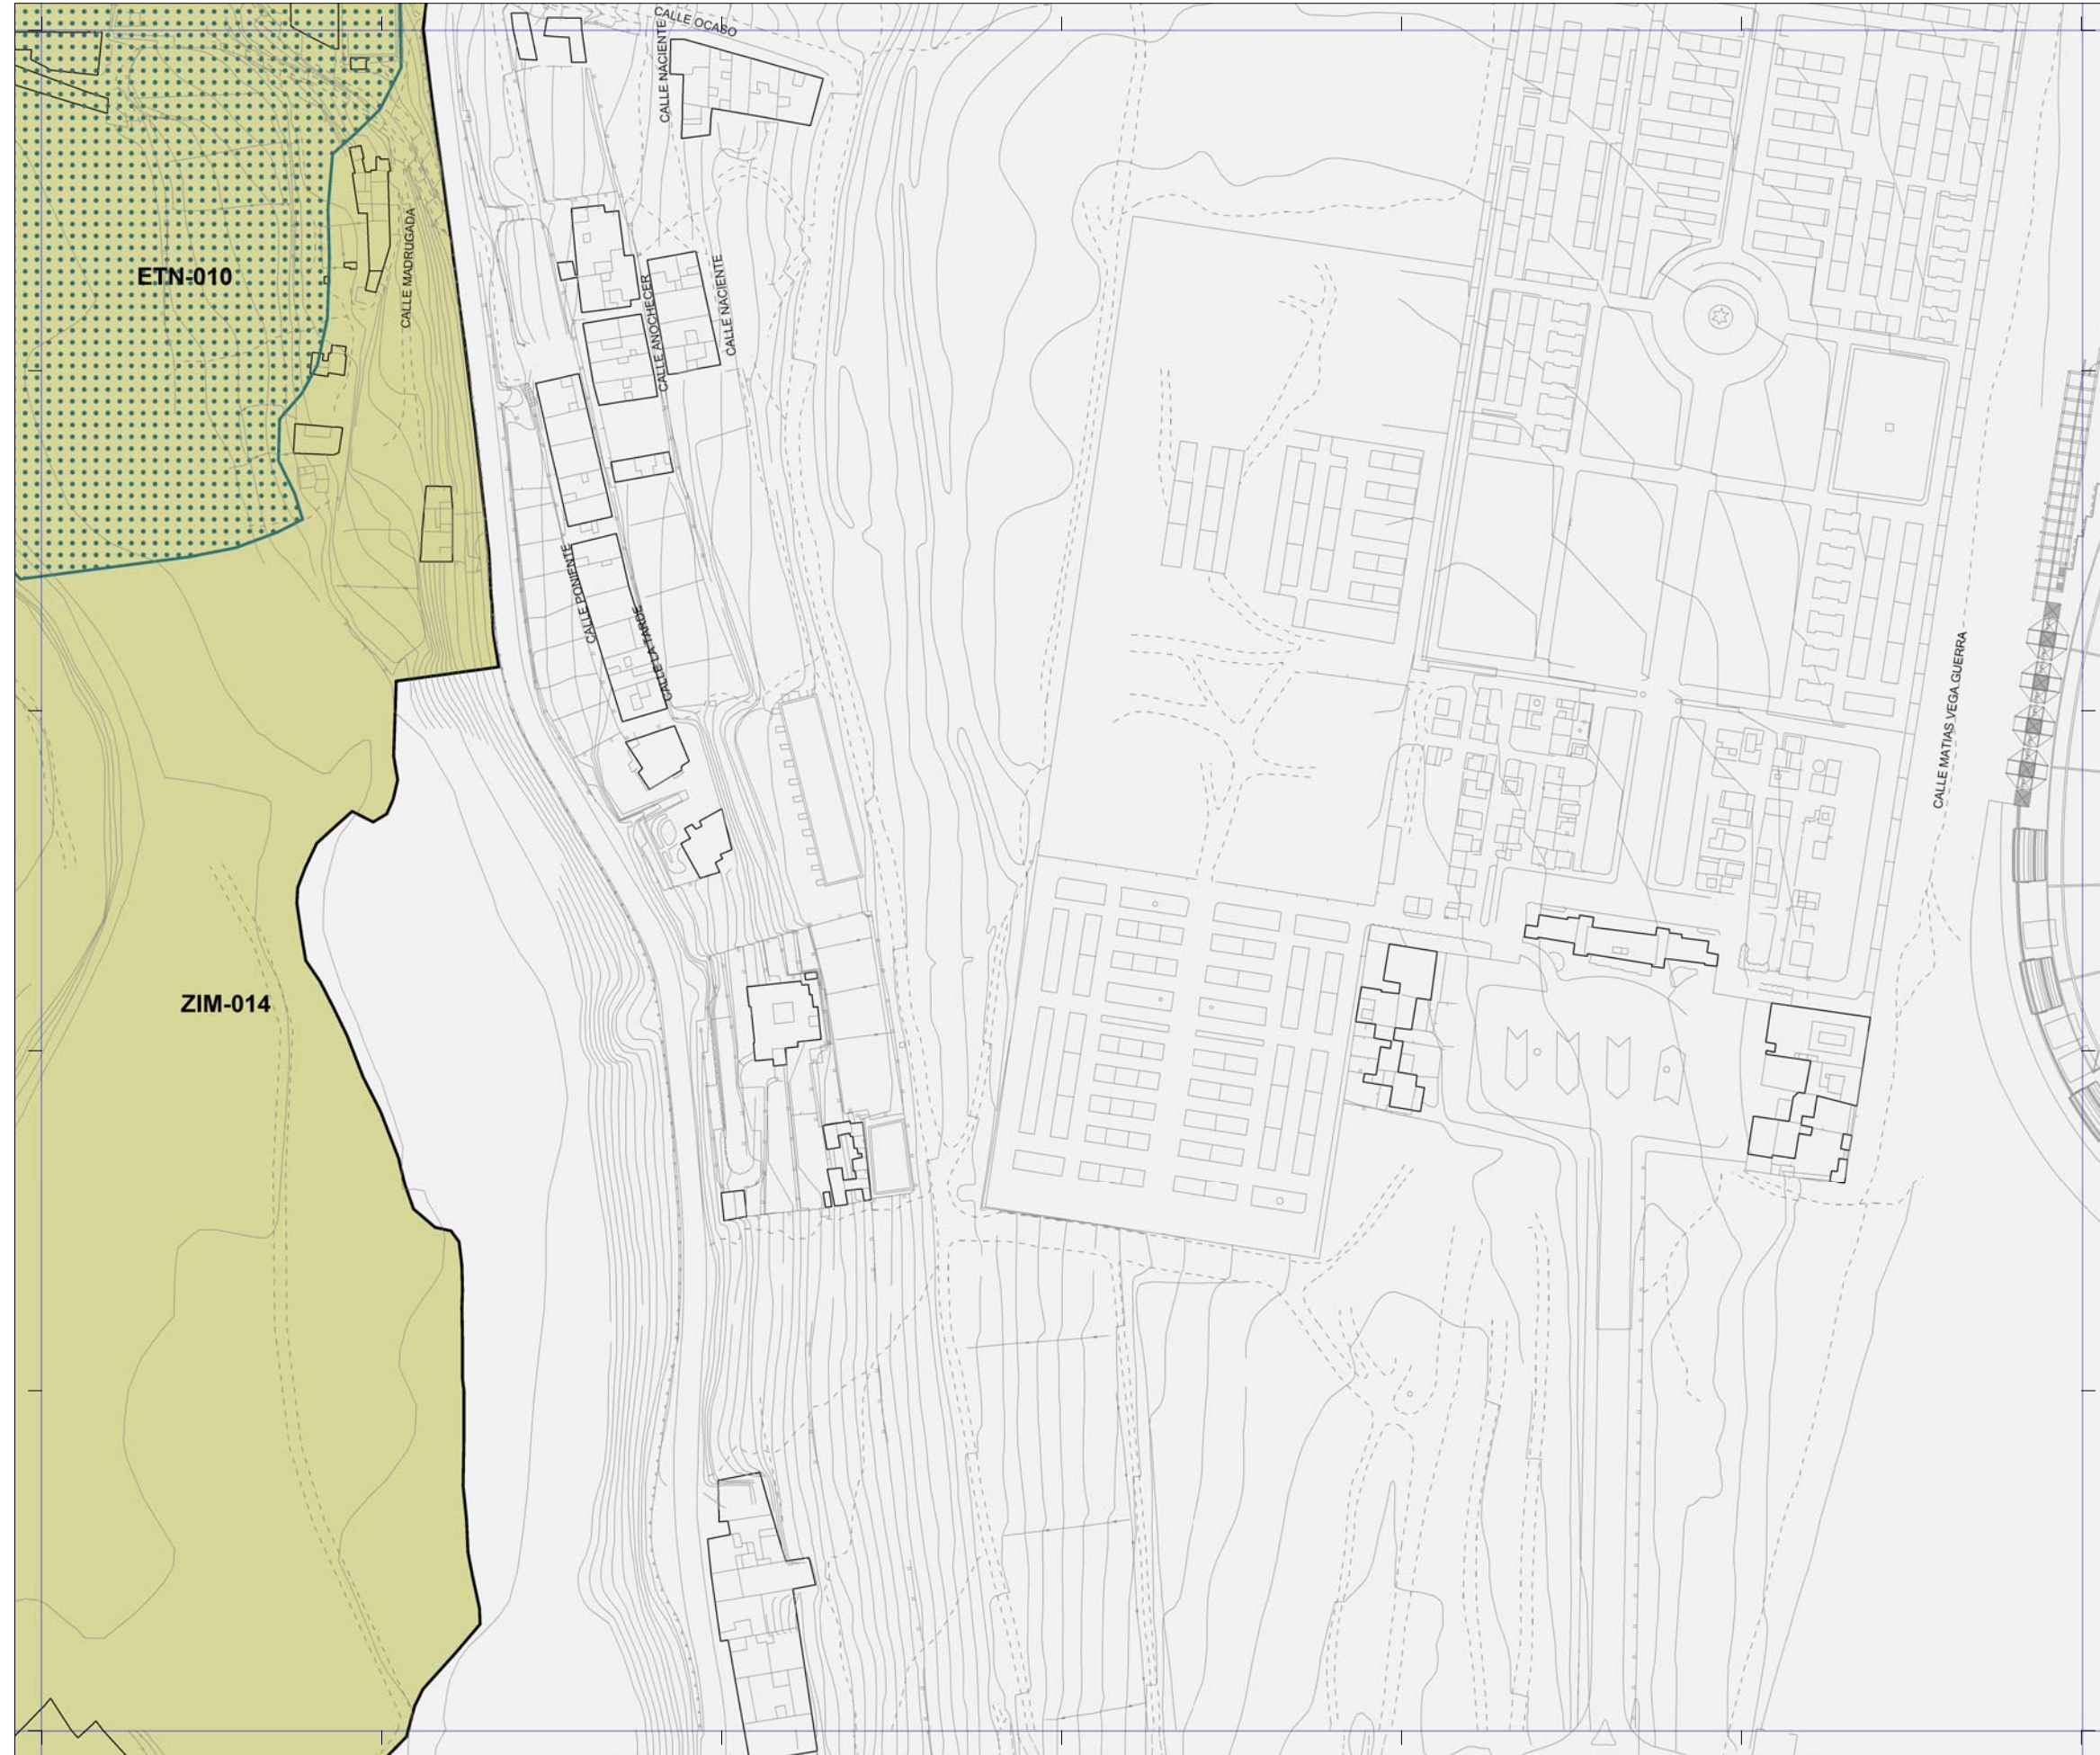 CALLE OCASO
CALLE NACIENTE
CALLE MADRUGADA
ETN-010
CALLE ANOCHECER
CALLE NACIENTE
CALLE PONIENTE
CALLE LA TARDE
CALLE MATIAS VEGA GUERRA
ZIM-014